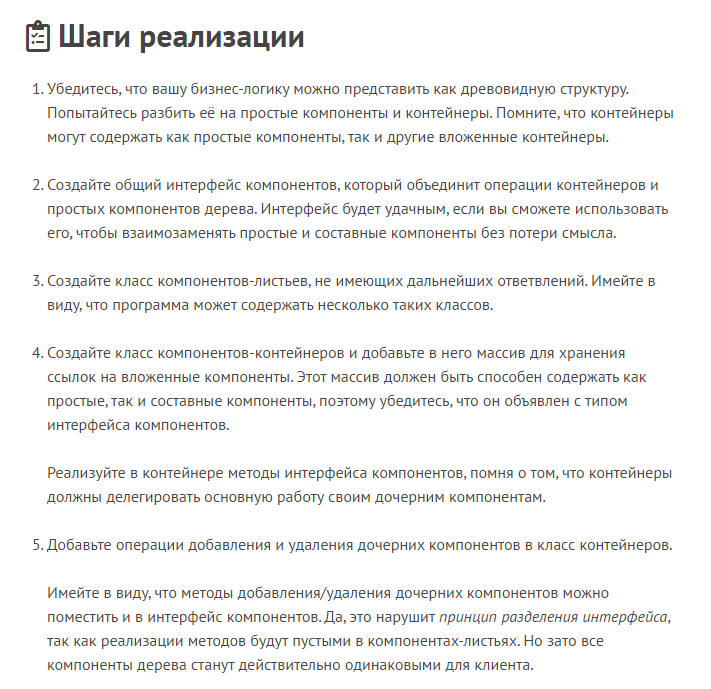 Шаги реализации
1. Убедитесь, что вашу бизнес-логику можно представить как древовидную структуру.
Попытайтесь разбить её на простые компоненты и контейнеры. Помните, что контейнеры
могут содержать как простые компоненты, так и другие вложенные контейнеры.
2. Создайте общий интерфейс компонентов, который объединит операции контейнеров и
простых компонентов дерева. Интерфейс будет удачным, если вы сможете использовать
его, чтобы взаимозаменять простые и составные компоненты без потери смысла.
3. Создайте класс компонентов-листьев, не имеющих дальнейших ответвлений. Имейте в
виду, что программа может содержать несколько таких классов.
4. Создайте класс компонентов-контейнеров и добавьте в него массив для хранения
ссылок на вложенные компоненты. Этот массив должен быть способен содержать как
простые, так и составные компоненты, поэтому убедитесь, что он объявлен с типом
интерфейса компонентов.
Реализуйте в контейнере методы интерфейса компонентов, помня о том, что контейнеры
должны делегировать основную работу своим дочерним компонентам.
5. Добавьте операции добавления и удаления дочерних компонентов в класс контейнеров.
Имейте в виду, что методы добавления/удаления дочерних компонентов можно
поместить и в интерфейс компонентов. Да, это нарушит принцип разделения интерфейса,
так как реализации методов будут пустыми в компонентах-листьях. Но зато все
компоненты дерева станут действительно одинаковыми для клиента.